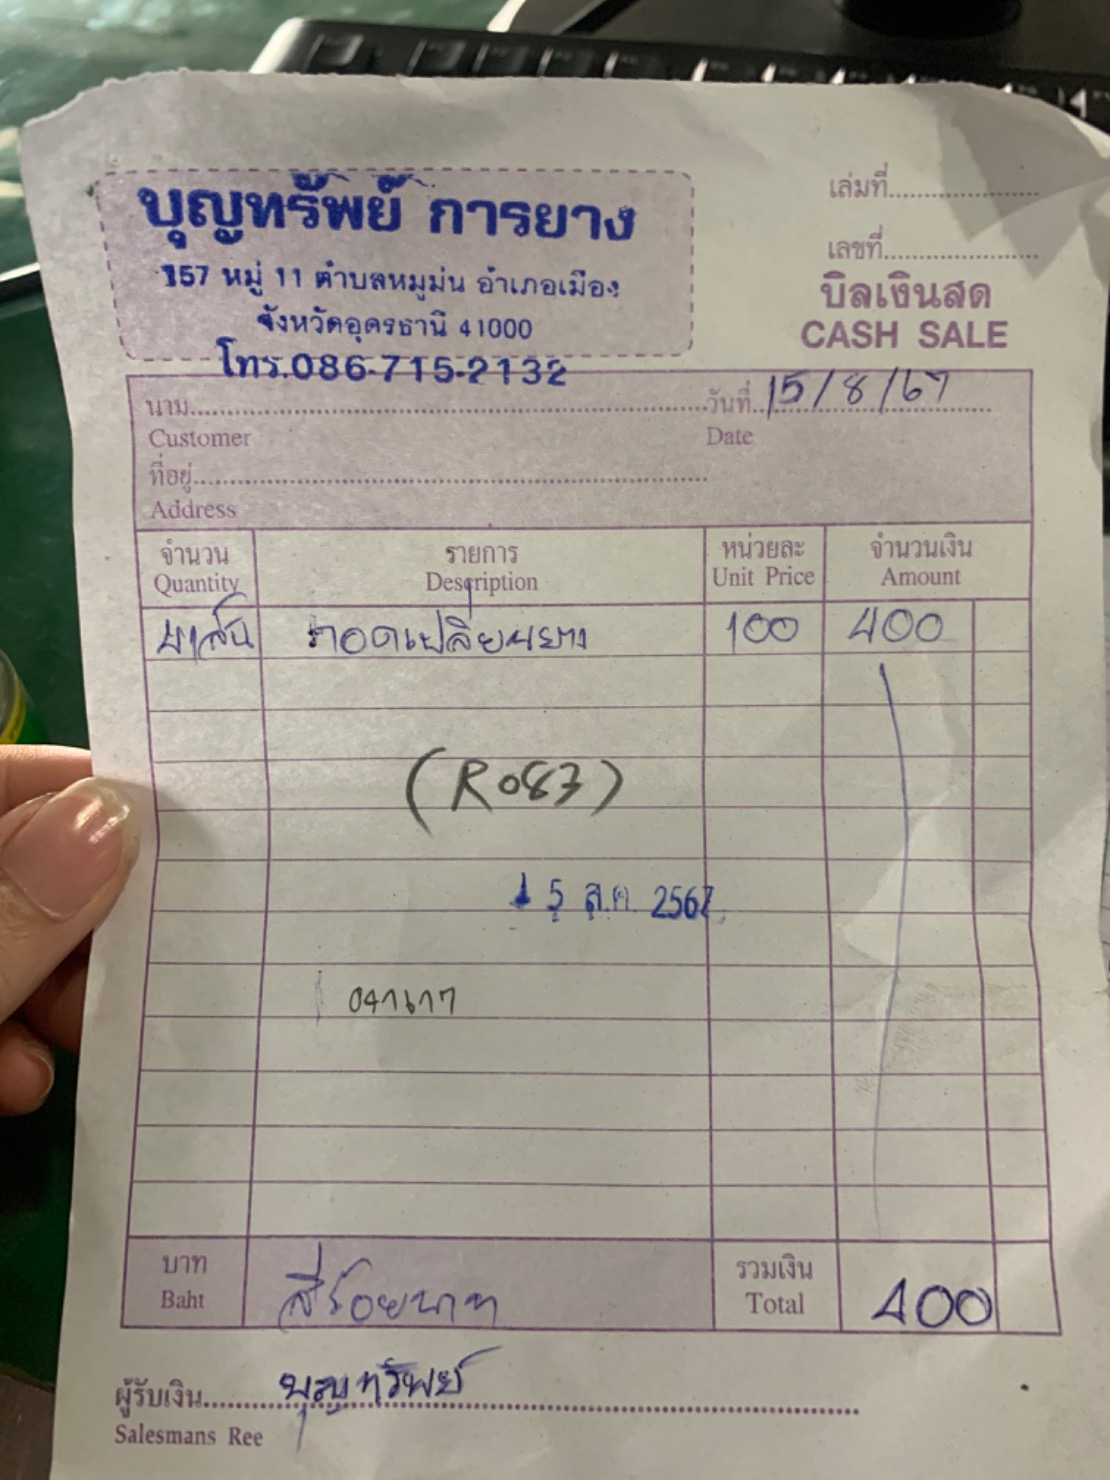 บุญทรัพย์ การยาง
157 หมู่ 11 ตำบลหมูม่น อำเภอเมือง
จังหวัดอุดรธานี 41000
โทร.086-715-2132
เล่มที่
เลขที่
บิลเงินสด
CASH SALE
นาม วันที่ 15/8/67
Customer Date
ที่อยู่
Address
จำนวน รายการ หน่วยละ จำนวนเงิน
Quantity Description Unit Price Amount
4 เส้น ถอดเปลี่ยนยาง 100 400
(R083)
15 ส.ค. 2567
บาท สี่ร้อยบาท รวมเงิน 400
Baht Total
ผู้รับเงิน บุญทรัพย์
Salesmans Ree